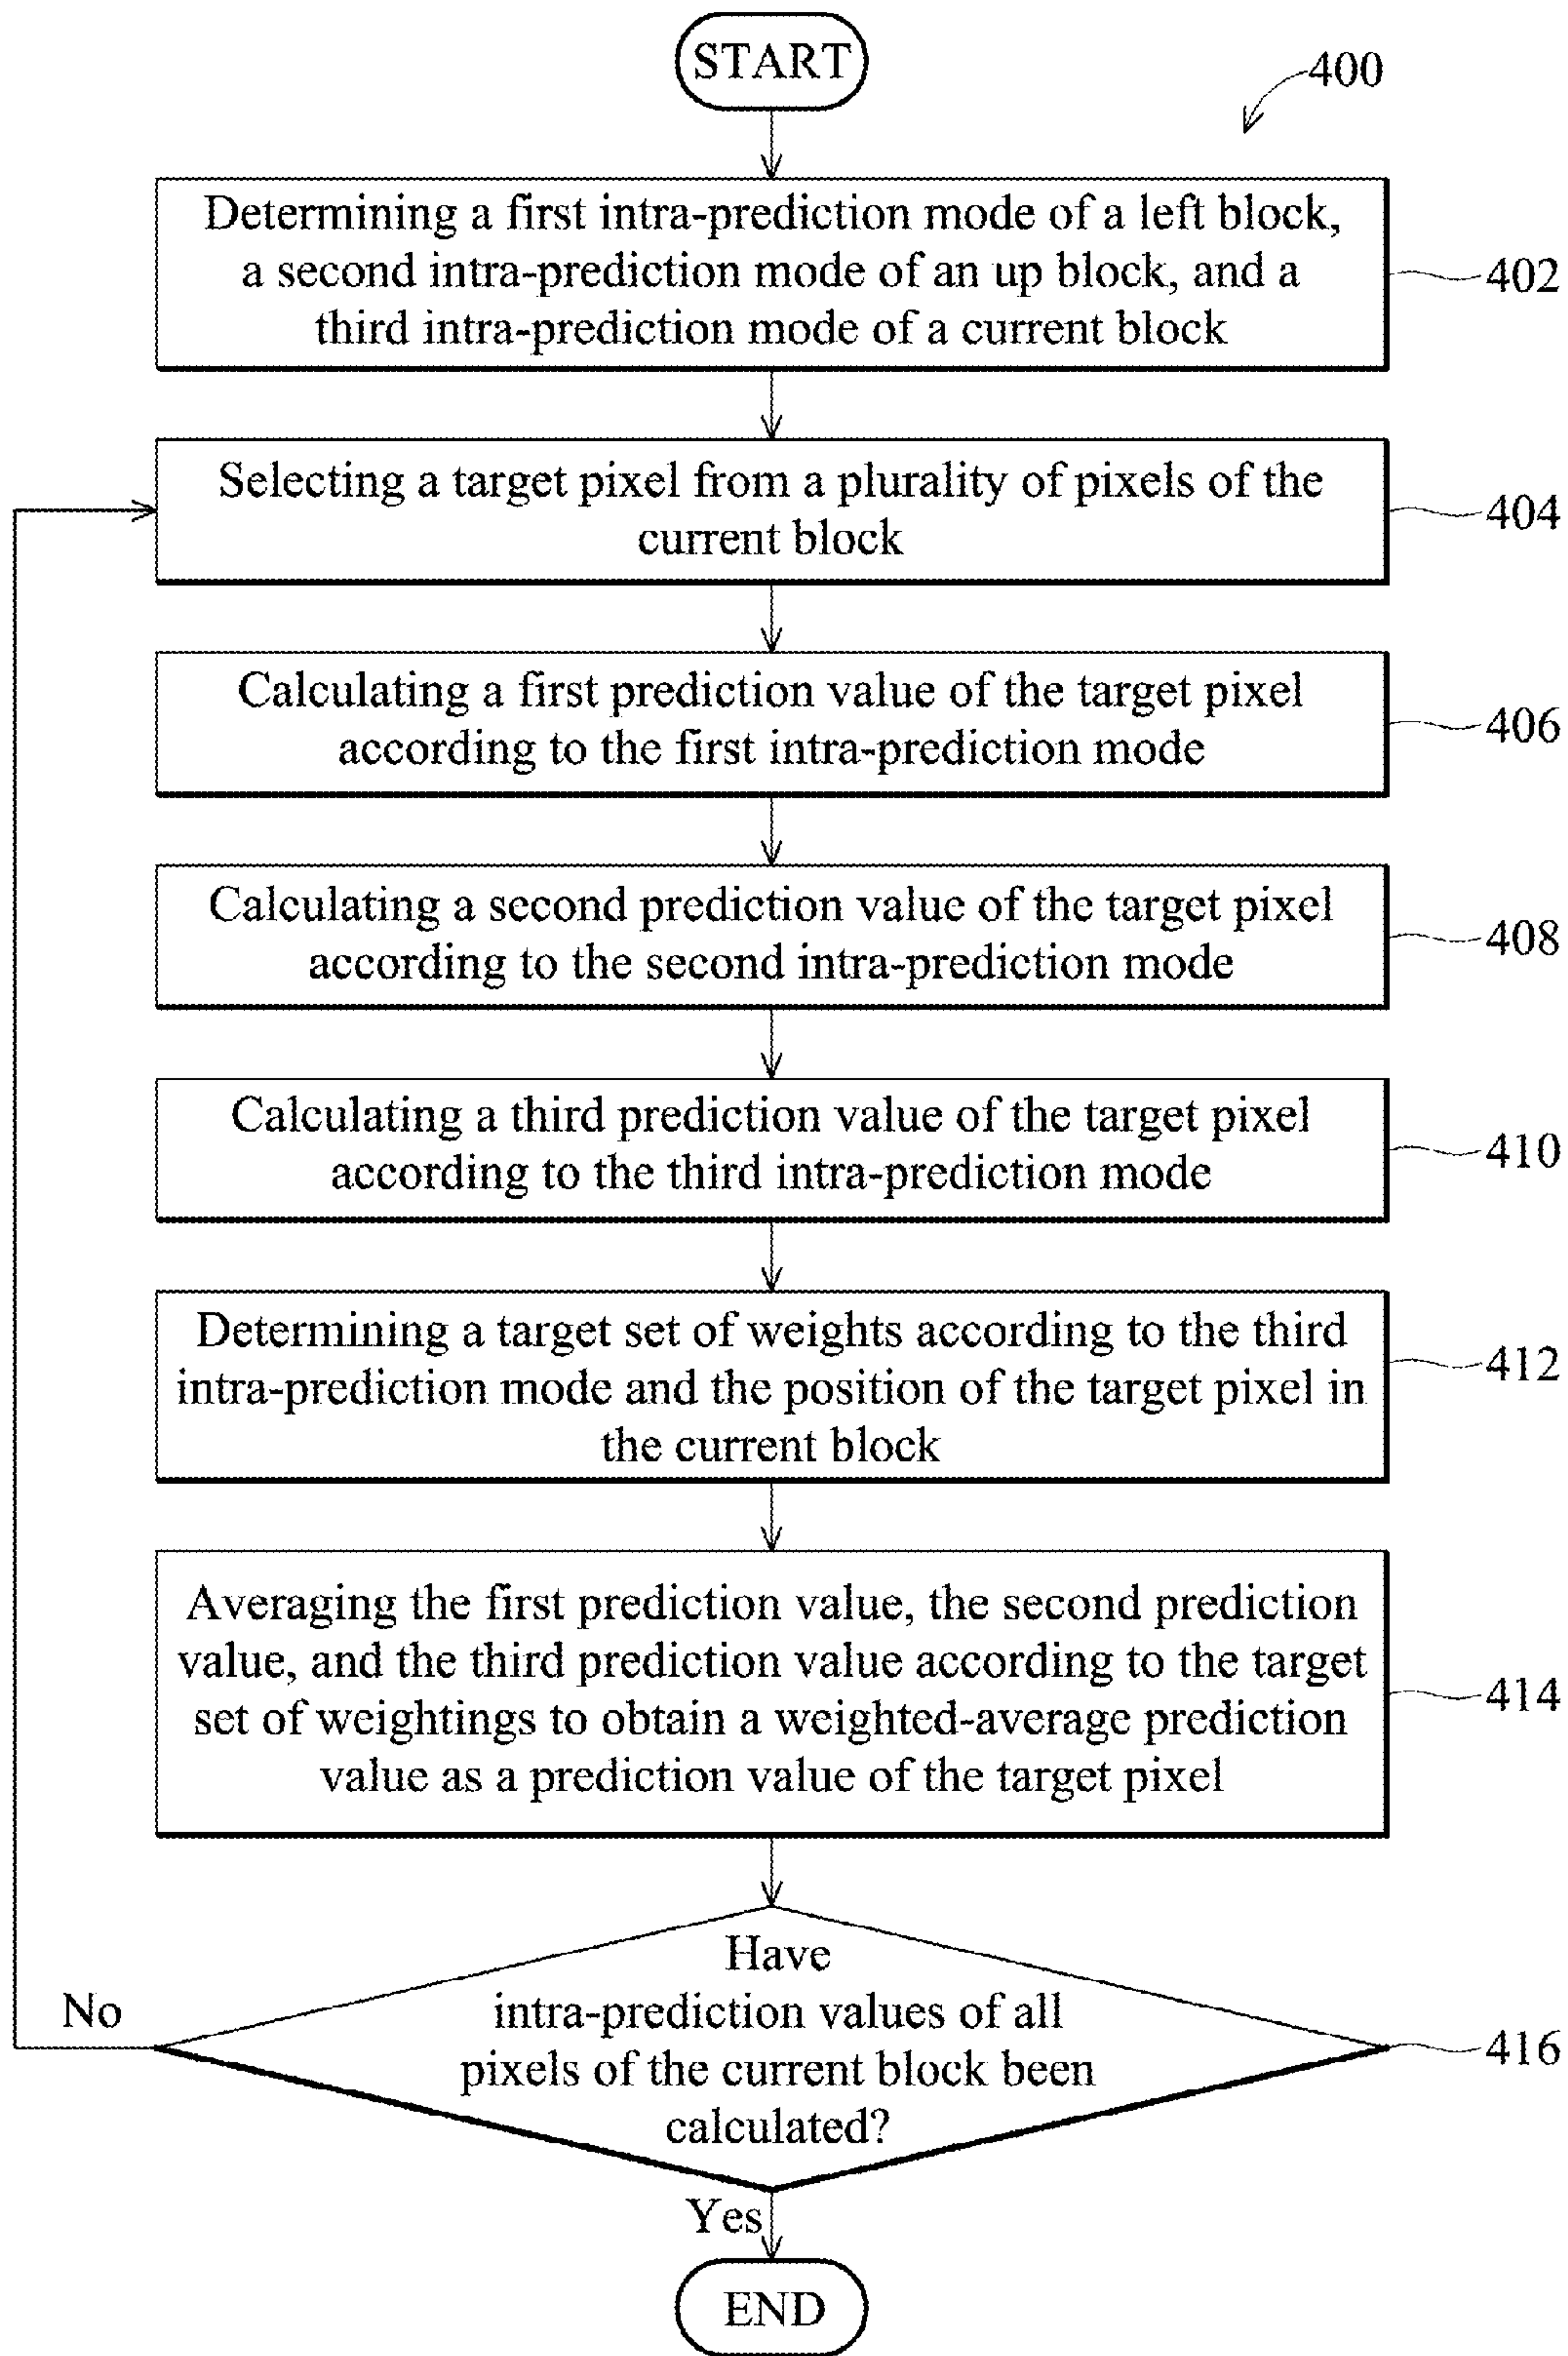 START
400
Determining a first intra-prediction mode of a left block,
a second intra-prediction mode of an up block, and a
third intra-prediction mode of a current block
402
Selecting a target pixel from a plurality of pixels of the
current block
404
Calculating a first prediction value of the target pixel
according to the first intra-prediction mode
406
Calculating a second prediction value of the target pixel
according to the second intra-prediction mode
408
Calculating a third prediction value of the target pixel
according to the third intra-prediction mode
410
Determining a target set of weights according to the third
intra-prediction mode and the position of the target pixel in
the current block
412
Averaging the first prediction value, the second prediction
value, and the third prediction value according to the target
set of weightings to obtain a weighted-average prediction
value as a prediction value of the target pixel
414
Have
intra-prediction values of all
pixels of the current block been
calculated?
No
416
Yes
END